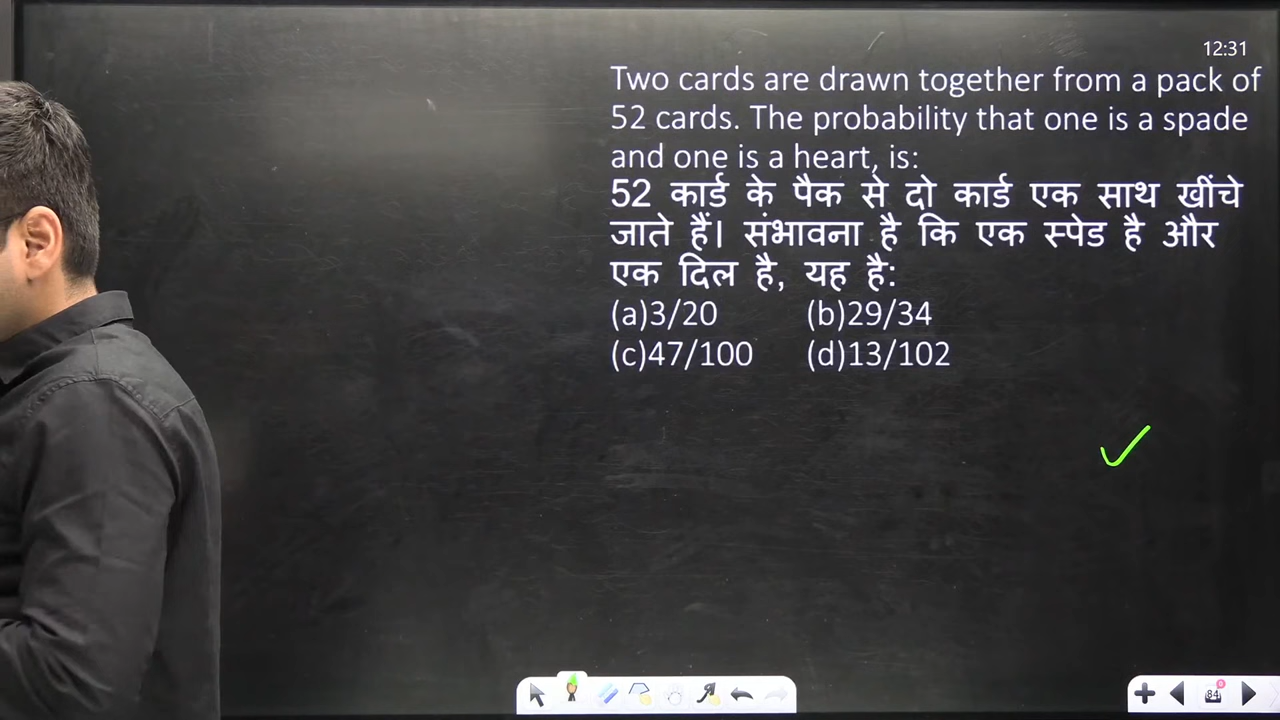 12:31
Two cards are drawn together from a pack of
52 cards. The probability that one is a spade
and one is a heart, is:
52 कार्ड के पैक से दो कार्ड एक साथ खींचे
जाते हैं। संभावना है कि एक स्पेड है और
एक दिल है, यह है:
(a)3/20 (b)29/34
(c)47/100 (d)13/102
84